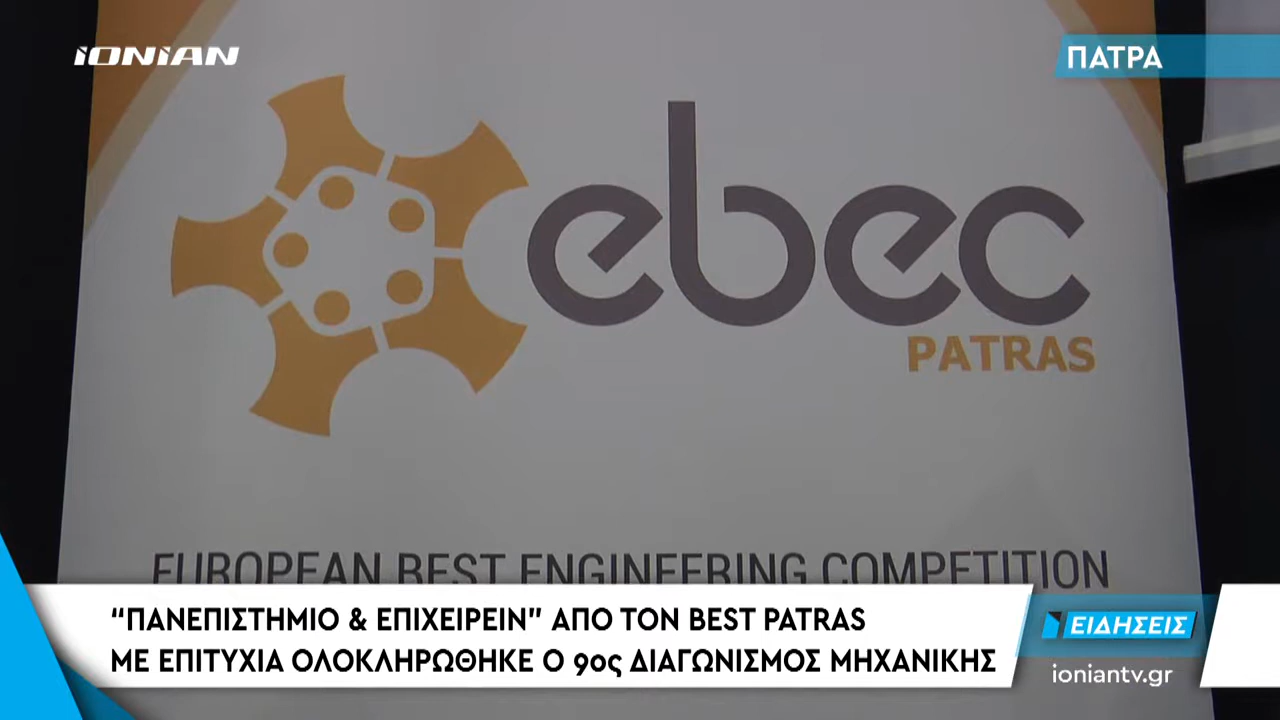 IONIAN
ΠΑΤΡΑ
ebec
PATRAS
EUROPEAN BEST ENGINEERING COMPETITION
“ΠΑΝΕΠΙΣΤΗΜΙΟ & ΕΠΙΧΕΙΡΕΙΝ” ΑΠΟ ΤΟΝ BEST PATRAS
ΜΕ ΕΠΙΤΥΧΙΑ ΟΛΟΚΛΗΡΩΘΗΚΕ Ο 9ος ΔΙΑΓΩΝΙΣΜΟΣ ΜΗΧΑΝΙΚΗΣ
ΕΙΔΗΣΕΙΣ
ioniantv.gr